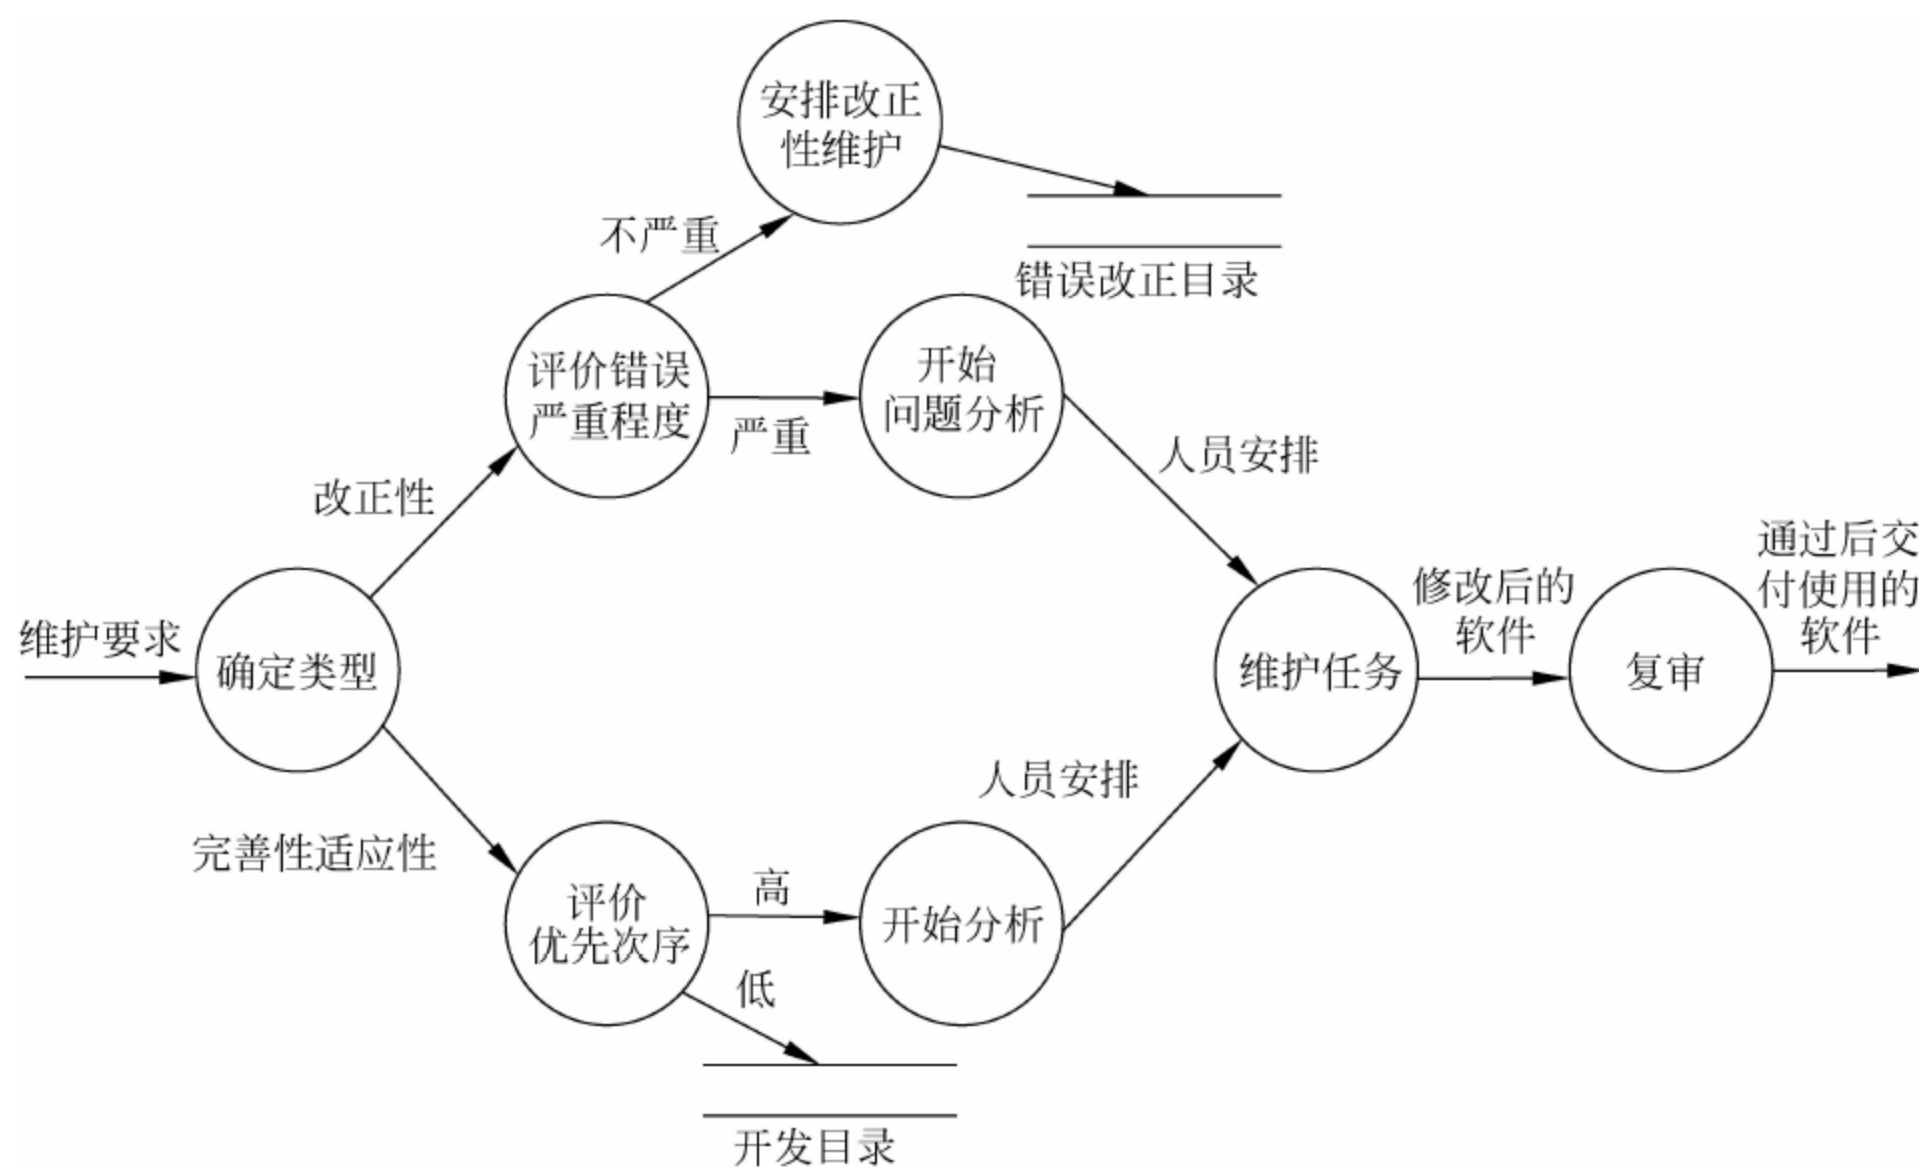 安排改正
性维护
不严重
错误改正目录
评价错误
严重程度
严重
开始
问题分析
人员安排
改正性
维护要求
确定类型
维护任务
修改后的
软件
复审
通过后交
付使用的
软件
完善性适应性
人员安排
评价
优先次序
高
开始分析
低
开发目录